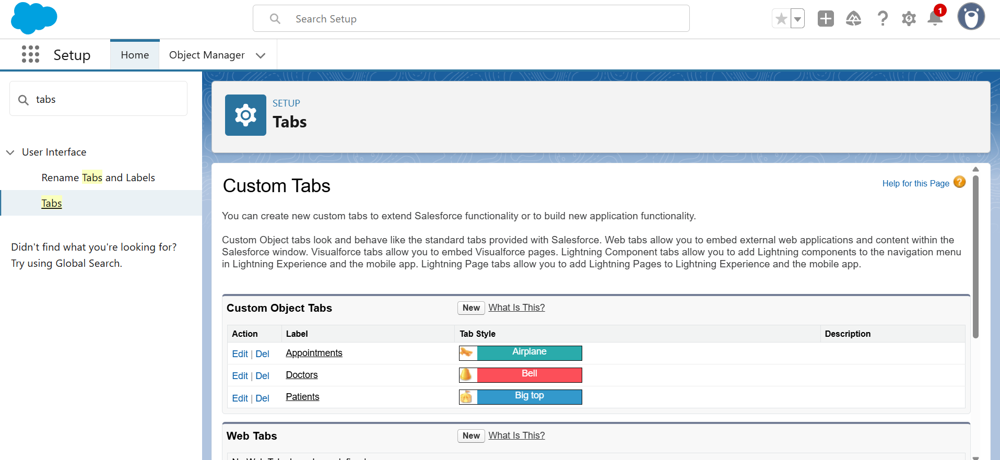 Search Setup
1
Setup
Home
Object Manager
tabs
User Interface
Rename Tabs and Labels
Tabs
Didn't find what you're looking for?
Try using Global Search.
SETUP
Tabs
Custom Tabs
Help for this Page
You can create new custom tabs to extend Salesforce functionality or to build new application functionality.
Custom Object tabs look and behave like the standard tabs provided with Salesforce. Web tabs allow you to embed external web applications and content within the
Salesforce window. Visualforce tabs allow you to embed Visualforce pages. Lightning Component tabs allow you to add Lightning components to the navigation menu
in Lightning Experience and the mobile app. Lightning Page tabs allow you to add Lightning Pages to Lightning Experience and the mobile app.
Custom Object Tabs New What Is This?
Action Label Tab Style Description
Edit | Del Appointments Airplane
Edit | Del Doctors Bell
Edit | Del Patients Big top
Web Tabs New What Is This?